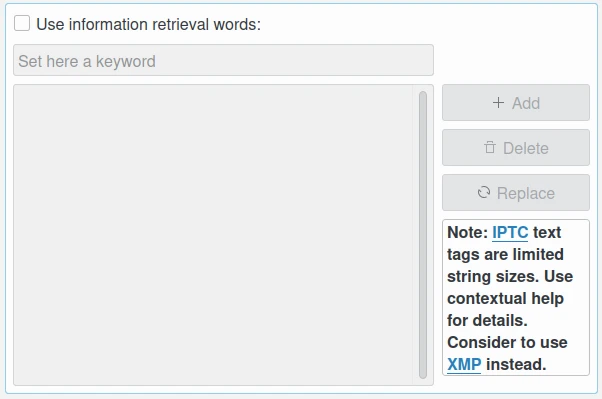 Use information retrieval words:
Set here a keyword
Add
Delete
Replace
Note: IPTC text
tags are limited
string sizes. Use
contextual help
for details.
Consider to use
XMP instead.